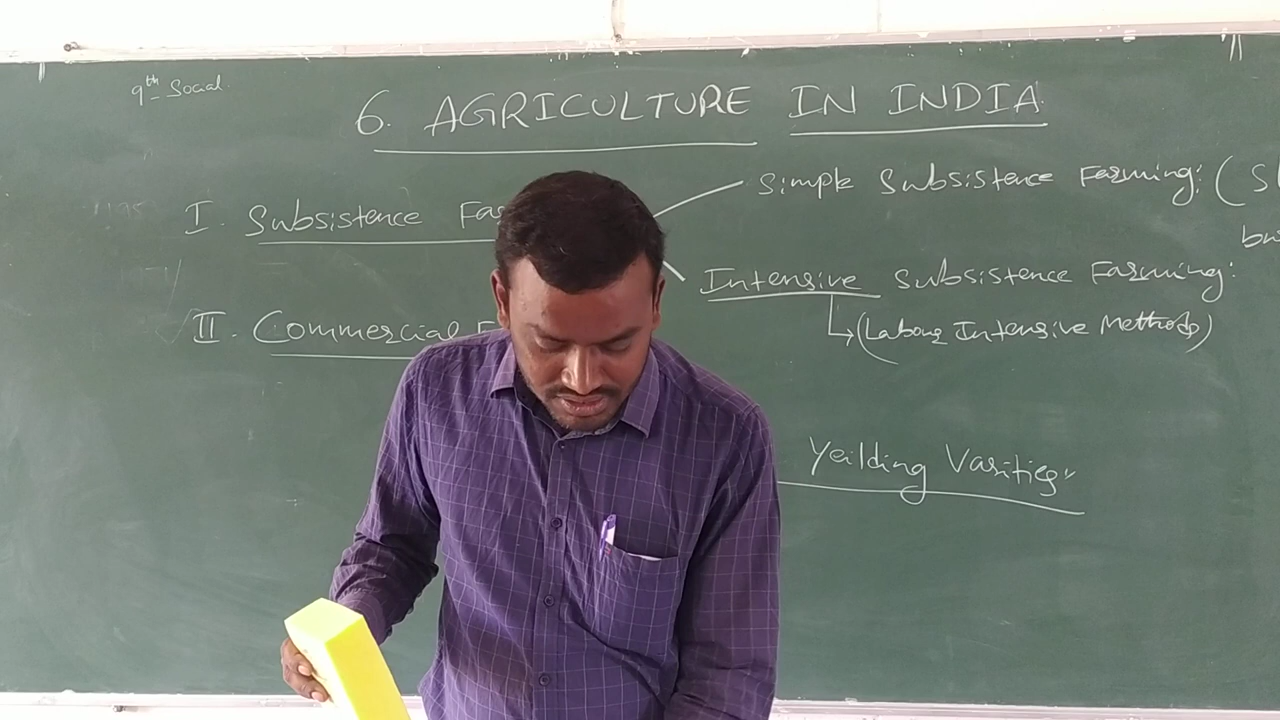 9th Social
6. AGRICULTURE IN INDIA
I. Subsistence Fa
Simple Subsistence Farming: (
Intensive Subsistence Farming:
II. Commercial F
(Labour Intensive Methods)
Yeilding Varities